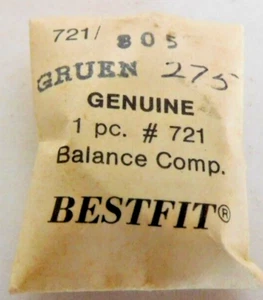 721/ 805
GRUEN 275
GENUINE
1 pc. # 721
Balance Comp.
BESTFIT®